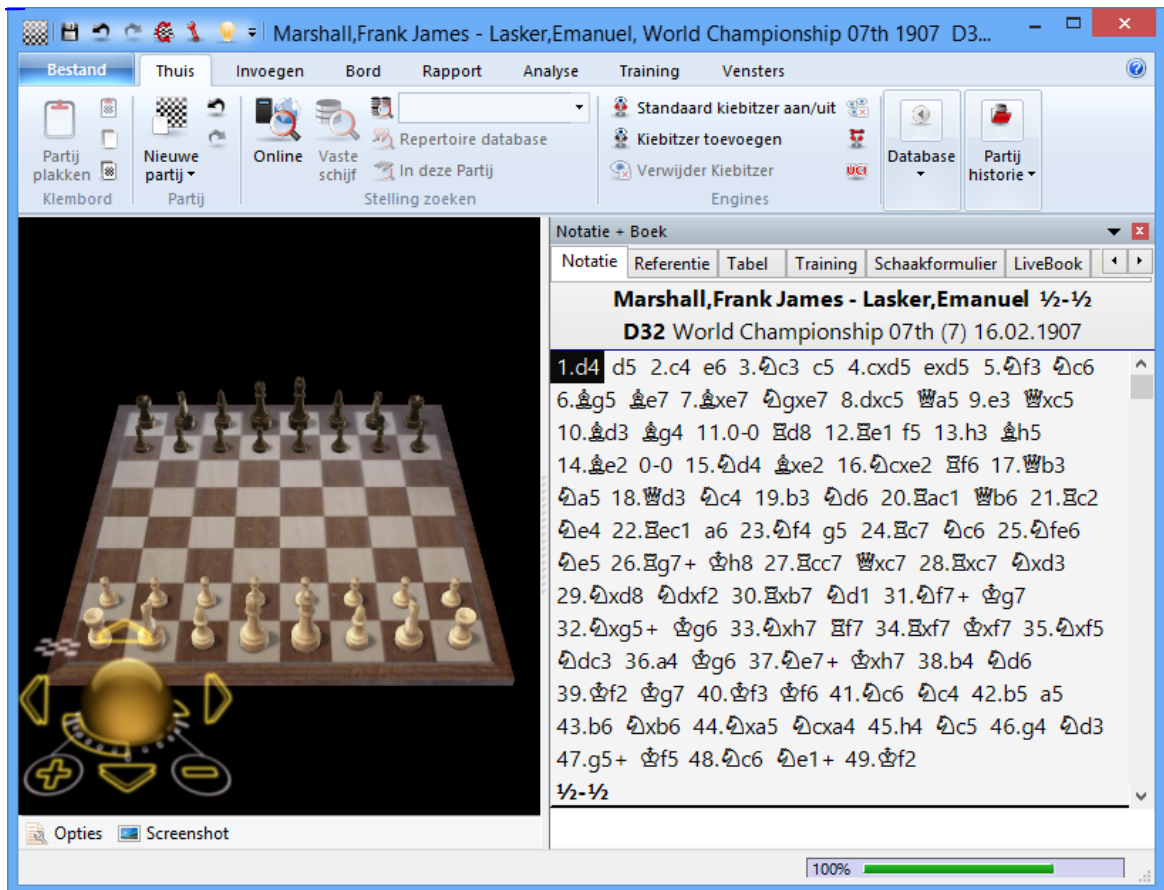 Marshall,Frank James - Lasker,Emanuel, World Championship 07th 1907 D3...
Bestand Thuis Invoegen Bord Rapport Analyse Training Vensters
Partij plakken
Klembord
Nieuwe partij
Partij
Online
Vaste schijf
Repertoire database
In deze Partij
Stelling zoeken
Standaard kiebitzer aan/uit
Kiebitzer toevoegen
Verwijder Kiebitzer
UCI
Engines
Database
Partij historie
Notatie + Boek
Notatie Referentie Tabel Training Schaakformulier LiveBook
Marshall,Frank James - Lasker,Emanuel ½-½
D32 World Championship 07th (7) 16.02.1907
1.d4 d5 2.c4 e6 3.♘c3 c5 4.cxd5 exd5 5.♘f3 ♘c6
6.♗g5 ♗e7 7.♗xe7 ♘gxe7 8.dxc5 ♕a5 9.e3 ♕xc5
10.♗d3 ♗g4 11.0-0 ♖d8 12.♖e1 f5 13.h3 ♗h5
14.♗e2 0-0 15.♘d4 ♗xe2 16.♘cxe2 ♖f6 17.♕b3
♘a5 18.♕d3 ♘c4 19.b3 ♘d6 20.♖ac1 ♕b6 21.♖c2
♘e4 22.♖ec1 a6 23.♘f4 g5 24.♖c7 ♘c6 25.♘fe6
♘e5 26.♖g7+ ♔h8 27.♖cc7 ♕xc7 28.♖xc7 ♘xd3
29.♘xd8 ♘dxf2 30.♖xb7 ♘d1 31.♘f7+ ♔g7
32.♘xg5+ ♔g6 33.♘xh7 ♖f7 34.♖xf7 ♔xf7 35.♘xf5
♘dc3 36.a4 ♔g6 37.♘e7+ ♔xh7 38.b4 ♘d6
39.♔f2 ♔g7 40.♔f3 ♔f6 41.♘c6 ♘c4 42.b5 a5
43.b6 ♘xb6 44.♘xa5 ♘cxa4 45.h4 ♘c5 46.g4 ♘d3
47.g5+ ♔f5 48.♘c6 ♘e1+ 49.♔f2
½-½
Opties Screenshot
100%